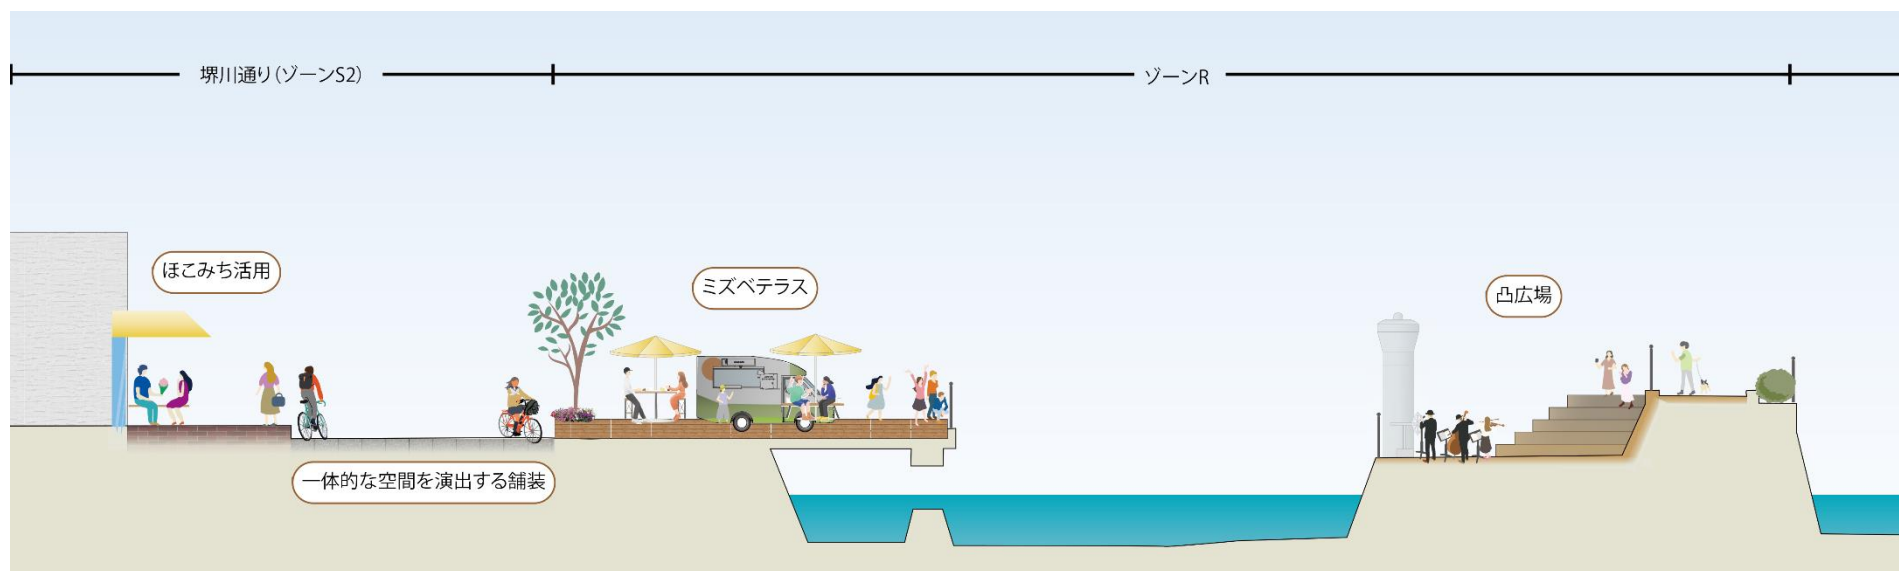 堺川通り(ゾーンS2)
ゾーンR
ほこみち活用
ミズベテラス
凸広場
一体的な空間を演出する舗装